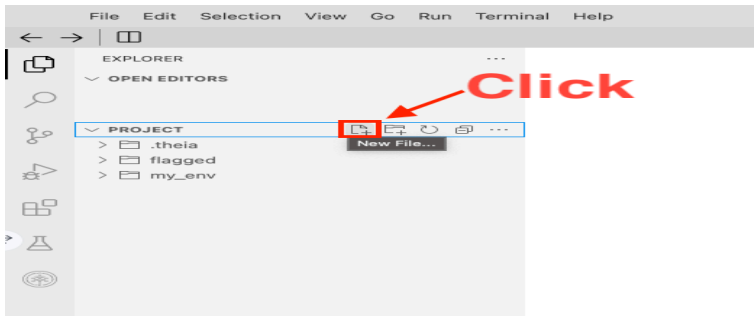 File Edit Selection View Go Run Terminal Help
EXPLORER
OPEN EDITORS
Click
PROJECT
New File...
.theia
flagged
my_env